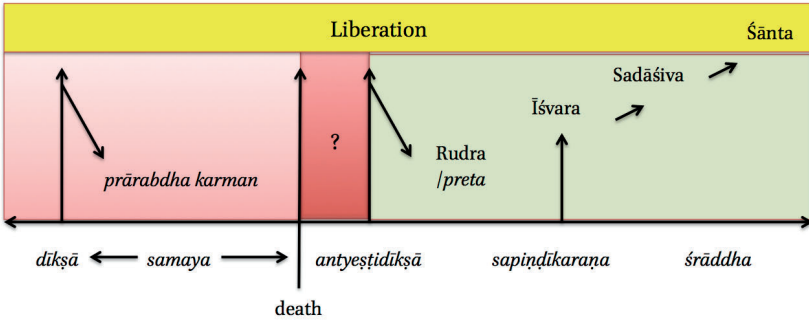 Liberation
Śānta
Sadāśiva
Īśvara
?
Rudra
/preta
prārabdha karman
dīkṣā
samaya
antyeṣṭidīkṣā
sapiṇḍīkaraṇa
śrāddha
death